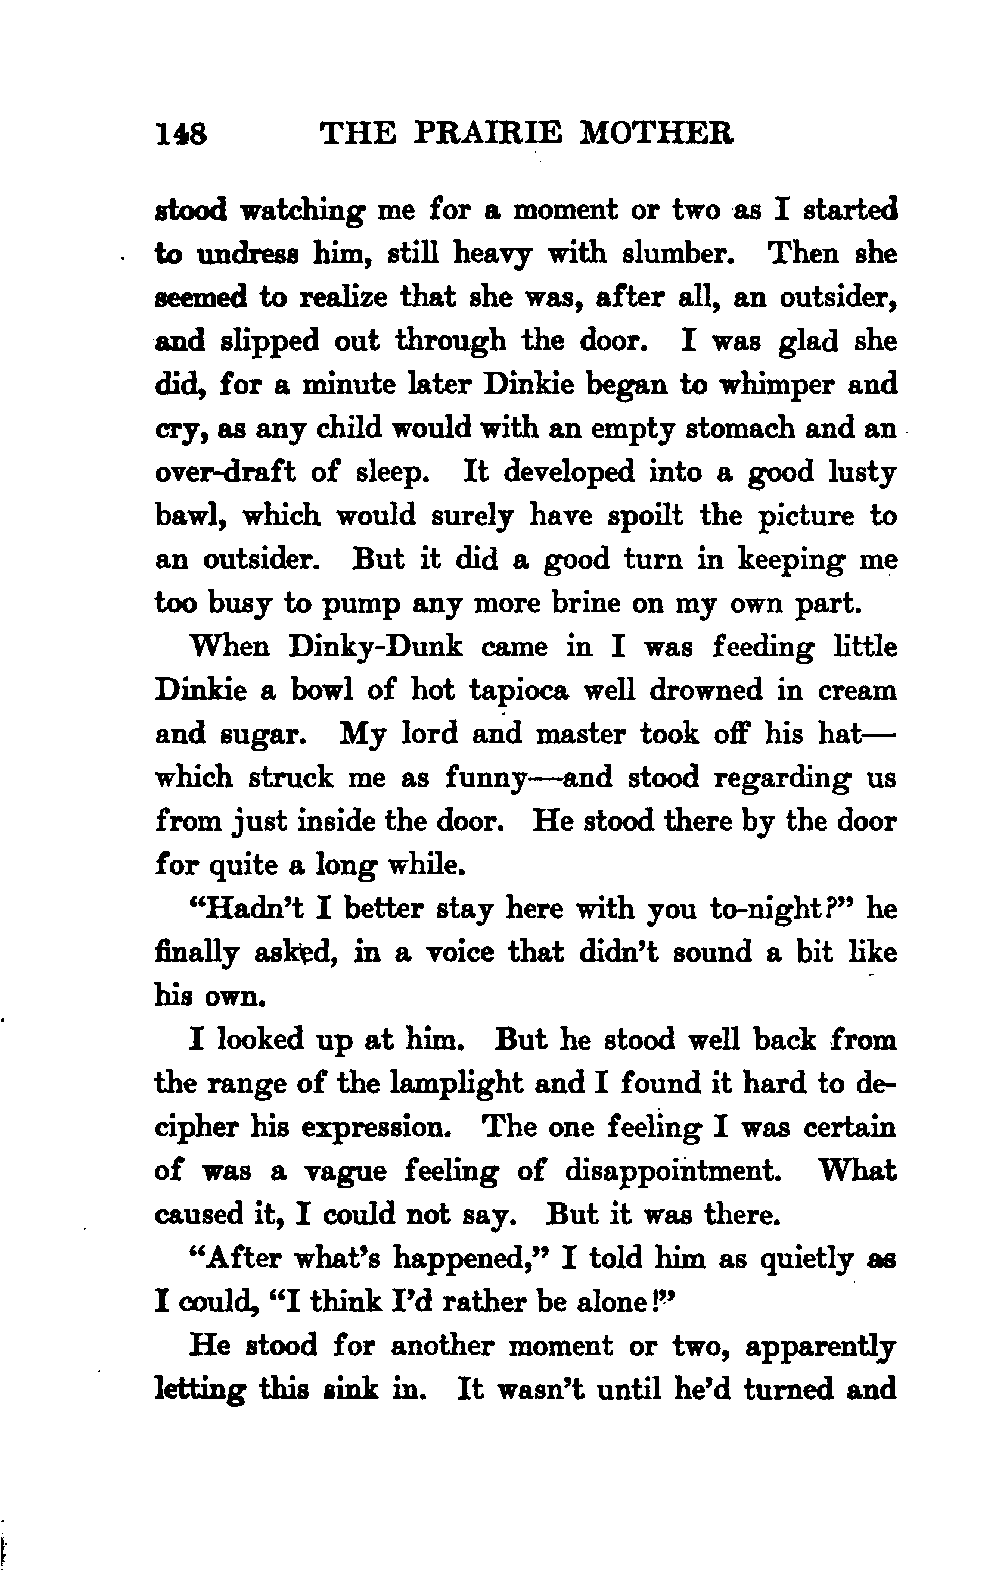 148 THE PRAIRIE MOTHER
stood watching me for a moment or two as I started
to undress him, still heavy with slumber. Then she
seemed to realize that she was, after all, an outsider,
and slipped out through the door. I was glad she
did, for a minute later Dinkie began to whimper and
cry, as any child would with an empty stomach and an
over-draft of sleep. It developed into a good lusty
bawl, which would surely have spoilt the picture to
an outsider. But it did a good turn in keeping me
too busy to pump any more brine on my own part.
When Dinky-Dunk came in I was feeding little
Dinkie a bowl of hot tapioca well drowned in cream
and sugar. My lord and master took off his hat—
which struck me as funny—and stood regarding us
from just inside the door. He stood there by the door
for quite a long while.
“Hadn’t I better stay here with you to-night?” he
finally asked, in a voice that didn’t sound a bit like
his own.
I looked up at him. But he stood well back from
the range of the lamplight and I found it hard to de-
cipher his expression. The one feeling I was certain
of was a vague feeling of disappointment. What
caused it, I could not say. But it was there.
“After what’s happened,” I told him as quietly as
I could, “I think I’d rather be alone!”
He stood for another moment or two, apparently
letting this sink in. It wasn’t until he’d turned and